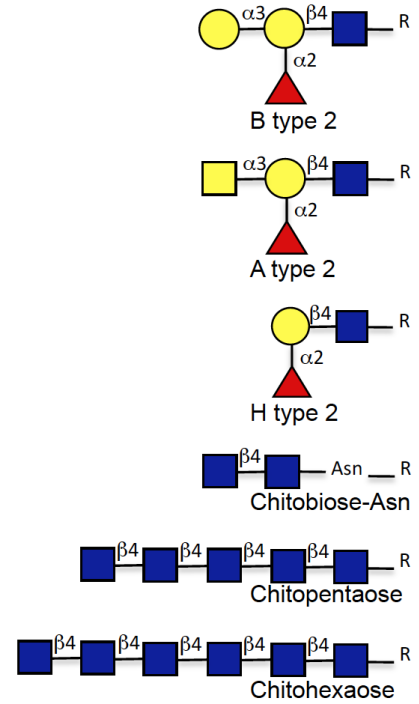 α3 β4 R
α2
B type 2
α3 β4 R
α2
A type 2
β4 R
α2
H type 2
β4 Asn R
Chitobiose-Asn
β4 β4 β4 β4 R
Chitopentaose
β4 β4 β4 β4 β4 R
Chitohexaose